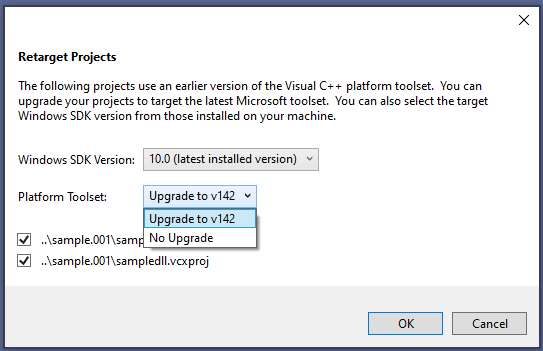 Retarget Projects
The following projects use an earlier version of the Visual C++ platform toolset. You can
upgrade your projects to target the latest Microsoft toolset. You can also select the target
Windows SDK version from those installed on your machine.
Windows SDK Version: 10.0 (latest installed version)
Platform Toolset: Upgrade to v142
Upgrade to v142
No Upgrade
..\sample.001\samp
..\sample.001\sampledll.vcxproj
OK Cancel